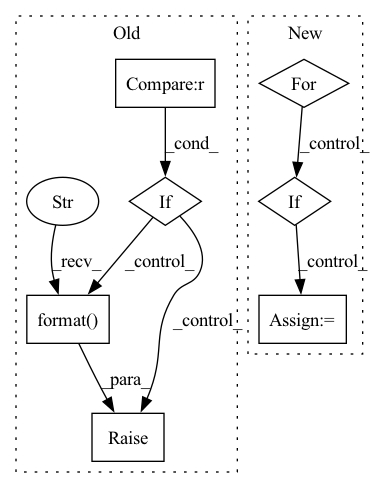 Old
New
Compare:r
For
_cond_
_control_
Str
If
If
_recv_
_control_
_control_
format()
_control_
Assign:=
_para_
Raise